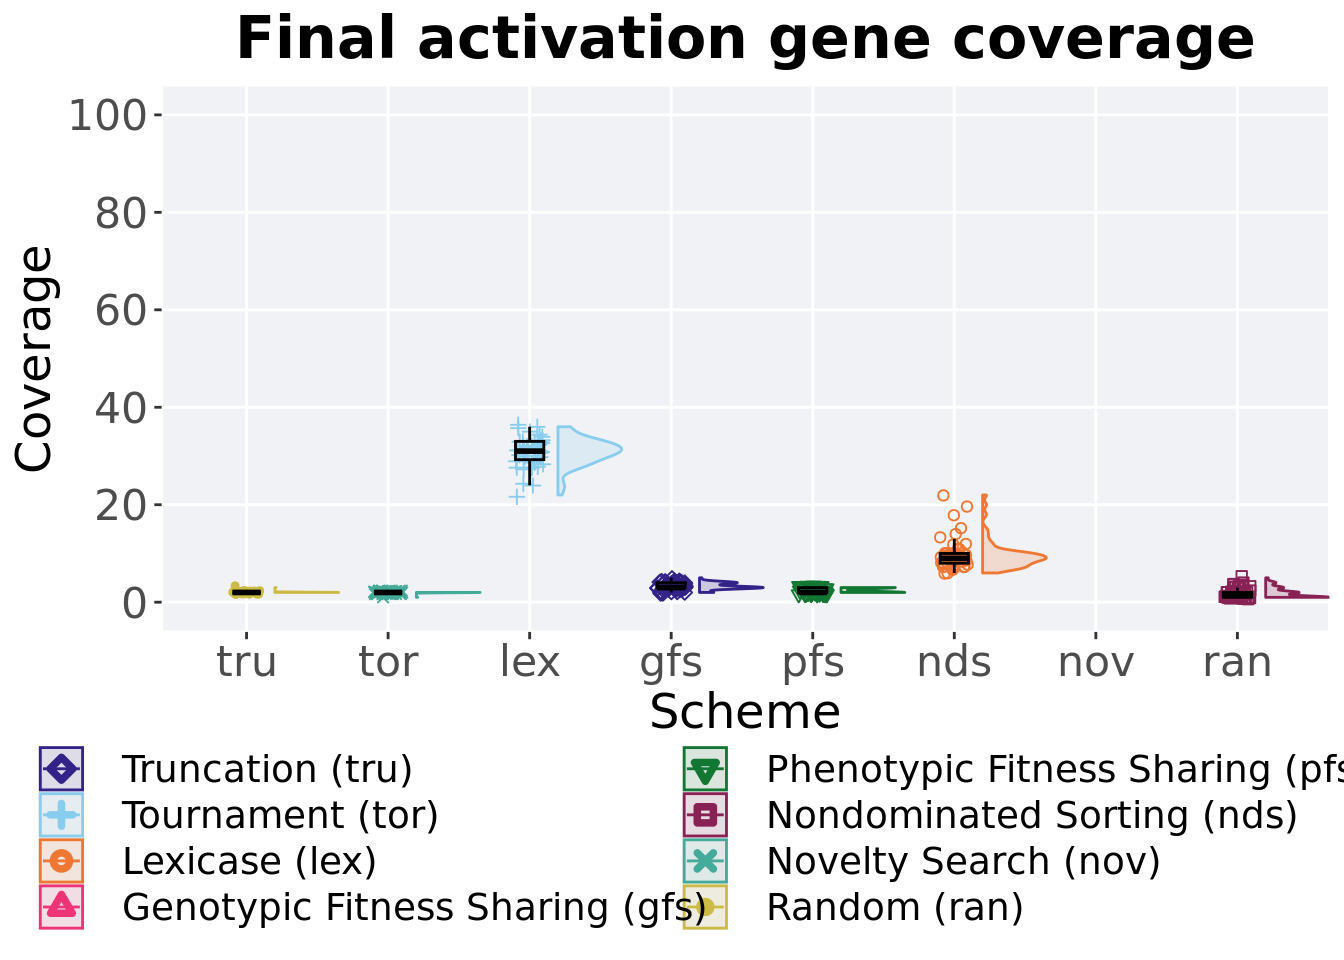 Final activation gene coverage
Coverage
100
80
60
40
20
0
tru tor lex gfs pfs nds nov ran
Scheme
Truncation (tru)
Tournament (tor)
Lexicase (lex)
Genotypic Fitness Sharing (gfs)
Phenotypic Fitness Sharing (pfs
Nondominated Sorting (nds)
Novelty Search (nov)
Random (ran)